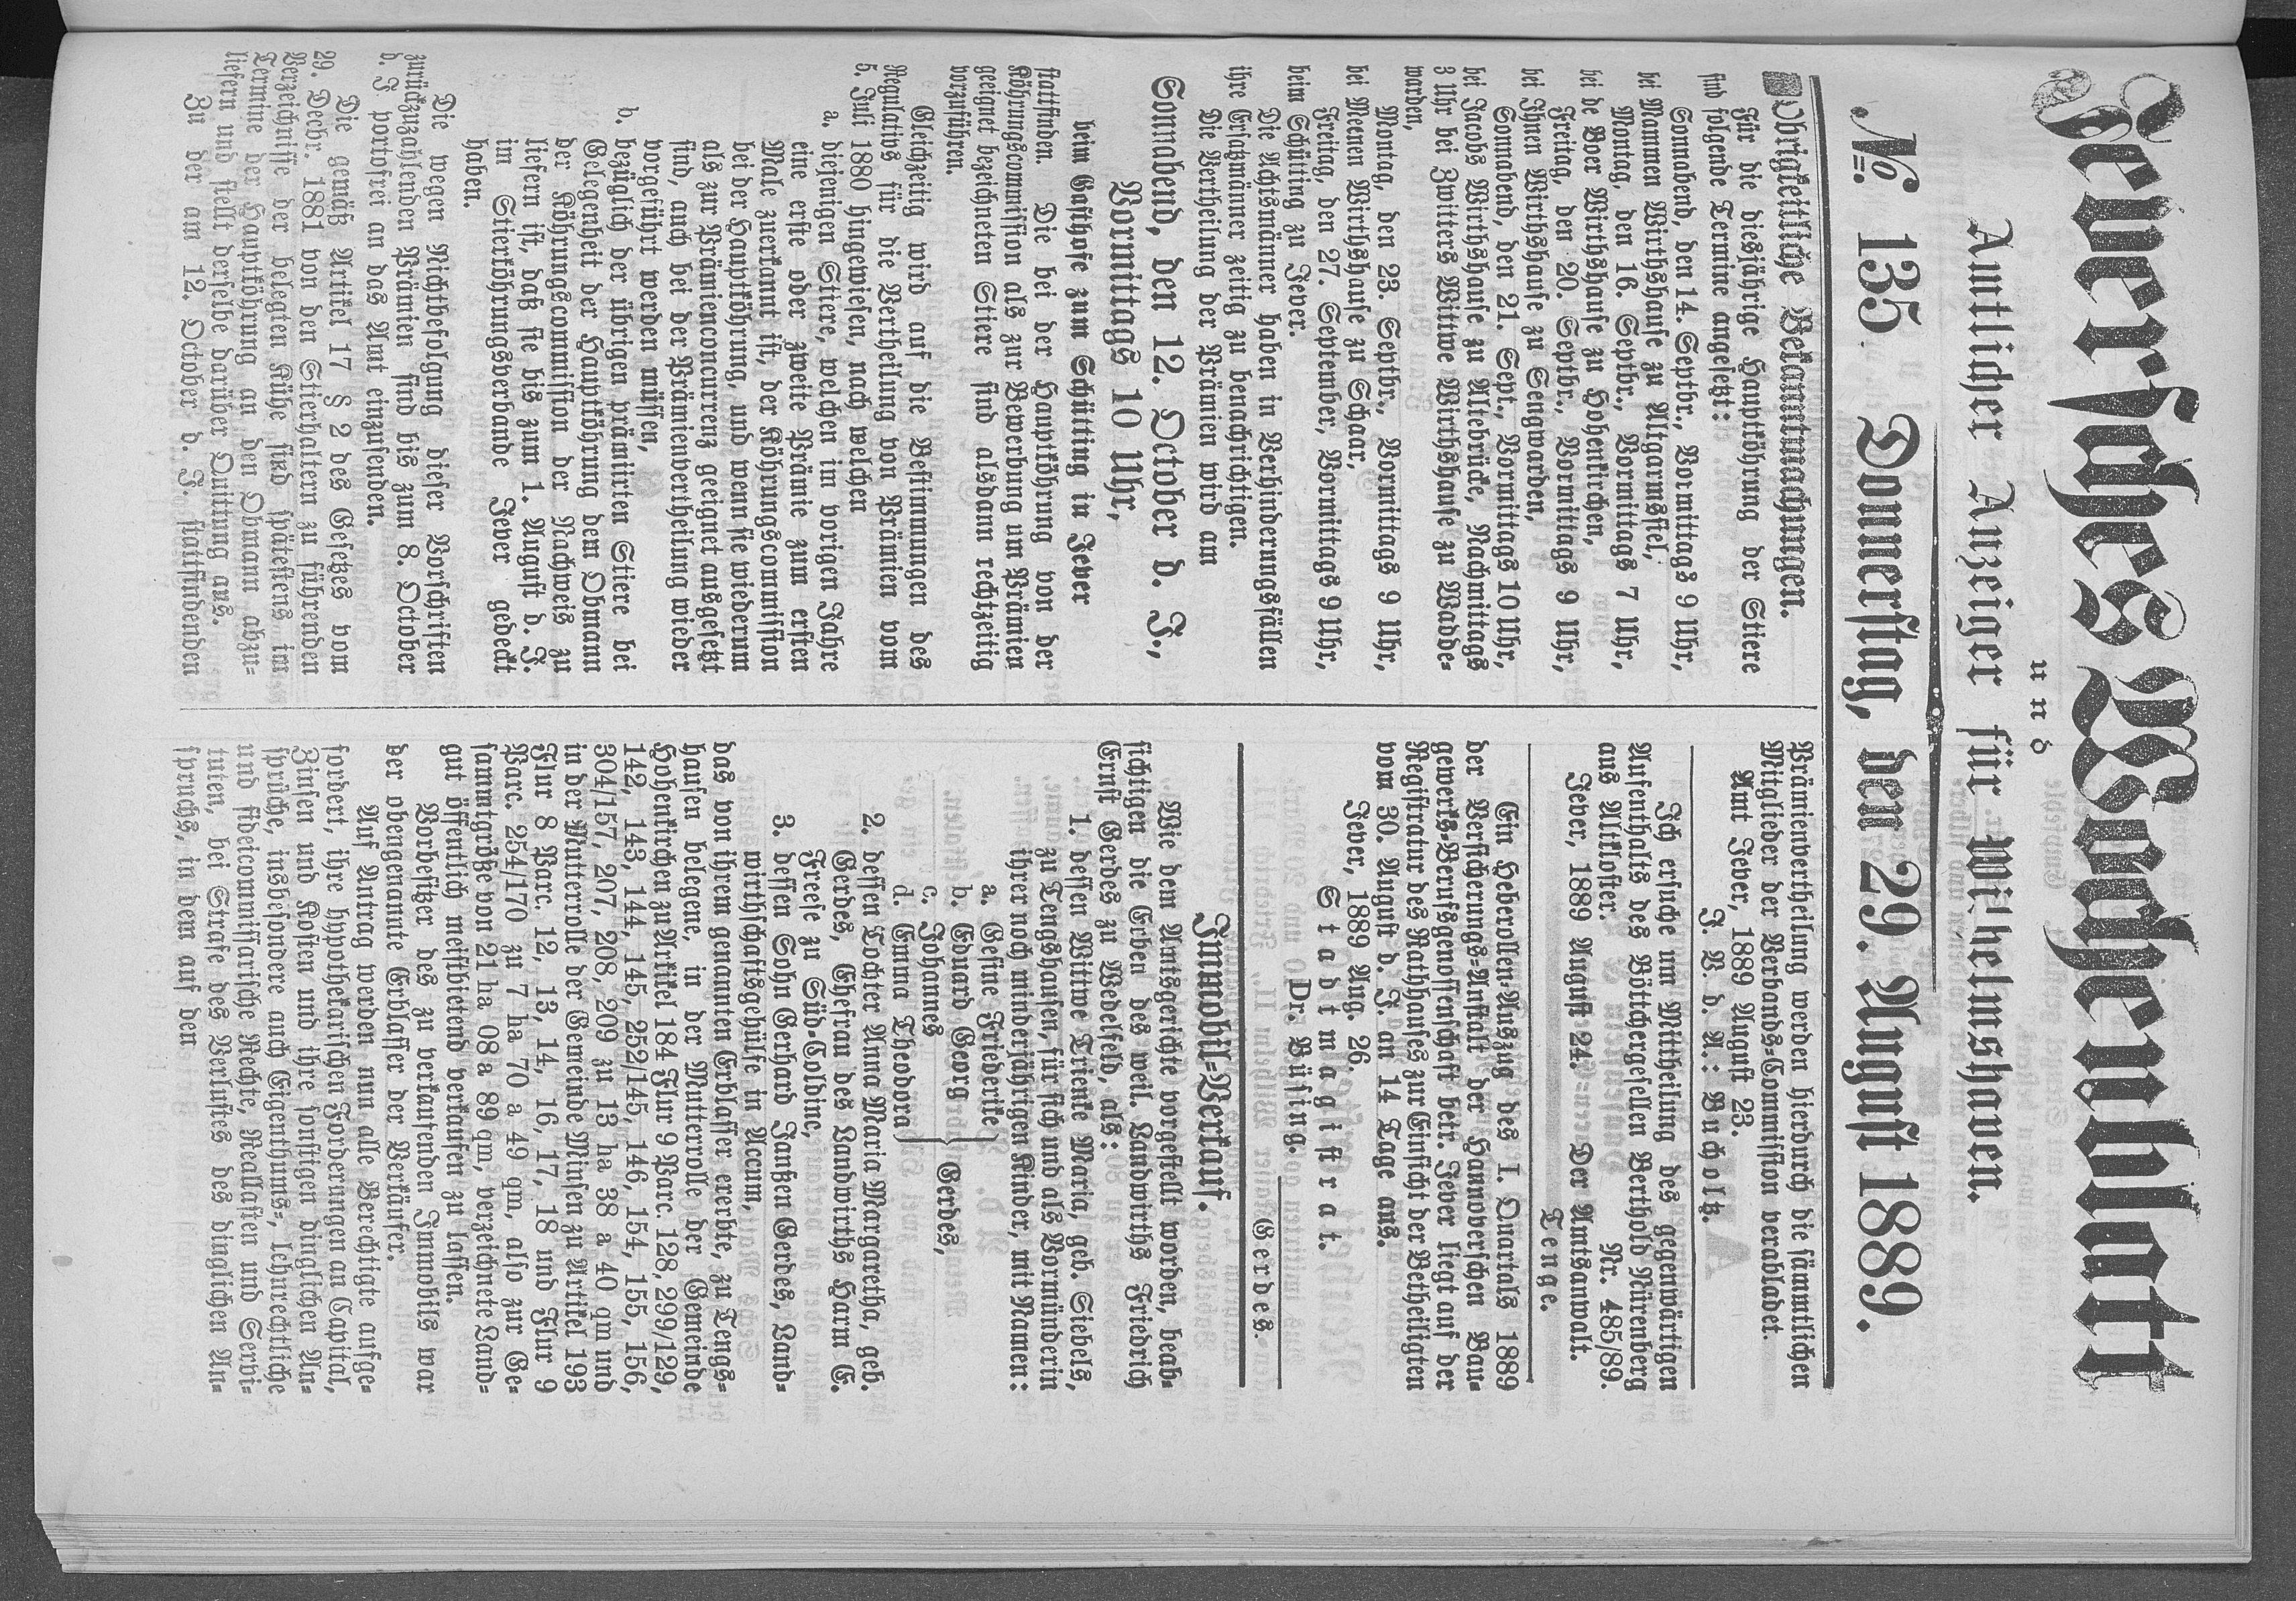 Jeversches Wochenblatt
und
Amtlicher Anzeiger für Wilhelmshaven.
№. 135. Donnerstag, den 29. August 1889.
Obrigkeitliche Bekanntmachungen.
Für die diesjährige Hauptköhrung der Stiere
sind folgende Termine angesetzt:
Sonnabend, den 14. Septbr., Vormittags 9 Uhr,
bei Mammen Wirthshause zu Altgarmssiel,
Montag, den 16. Septbr., Vormittags 7 Uhr,
bei de Boer Wirthshause zu Hohenkirchen,
Freitag, den 20. Septbr., Vormittags 9 Uhr,
bei Ihnen Wirthshause zu Sengwarden,
Sonnabend, den 21. Sept., Vormittags 10 Uhr,
bei Jacobs Wirthshause zu Altebrücke, Nachmittags
3 Uhr bei Zwitters Wittwe Wirthshause zu Wadde-
warden,
Montag, den 23. Septbr., Vormittags 9 Uhr,
bei Meenen Wirthshause zu Schaar,
Freitag, den 27. September, Vormittags 9 Uhr,
beim Schütting zu Jever.
Die Achtsmänner haben in Verhinderungsfällen
ihre Ersatzmänner zeitig zu benachrichtigen.
Die Vertheilung der Prämien wird am
Sonnabend, den 12. October d. J.,
Vormittags 10 Uhr,
beim Gasthofe zum Schütting in Jever
stattfinden. Die bei der Hauptköhrung von der
Köhrungscommission als zur Bewerbung um Prämien
geeignet bezeichneten Stiere sind alsdann rechtzeitig
vorzuführen.
Gleichzeitig wird auf die Bestimmungen des
Regulativs für die Vertheilung von Prämien vom
5. Juli 1880 hingewiesen, nach welchen
a. diejenigen Stiere, welchen im vorigen Jahre
eine erste oder zweite Prämie zum ersten
Male zuerkannt ist, der Köhrungscommission
bei der Hauptköhrung, und wenn sie wiederum
als zur Prämienconcurrenz geeignet ausgesetzt
sind, auch bei der Prämienvertheilung wieder
vorgeführt werden müssen,
b. bezüglich der übrigen prämiirten Stiere bei
Gelegenheit der Hauptköhrung dem Obmann
der Köhrungscommission der Nachweis zu
liefern ist, daß sie bis zum 1. August d. J.
im Stierköhrungsverbande Jever gedeckt
haben.
Die wegen Nichtbefolgung dieser Vorschriften
zurückzuzahlenden Prämien sind bis zum 8. October
d. J. portofrei an das Amt einzusenden.
Die gemäß Artikel 17 § 2 des Gesetzes vom
29. Decbr. 1881 von den Stierhaltern zu führenden
Verzeichnisse der belegten Kühe sind spätestens im
Termine der Hauptköhrung an den Obmann abzu-
liefern und stellt derselbe darüber Quittung aus.
Zu der am 12. October d. J. stattfindenden
Prämienvertheilung werden hierdurch die sämmtlichen
Mitglieder der Verbands-Commission verabladet.
Amt Jever, 1889 August 23.
J. V. d. A.: Bucholtz.
Ich ersuche um Mittheilung des gegenwärtigen
Aufenthalts des Böttchergesellen Berthold Nürenberg
aus Altkloster. Nr. 485/89.
Jever, 1889 August 24. Der Amtsanwalt.
Tenge.
Ein Heberollen-Auszug des I. Quartals 1889
der Versicherungs-Anstalt der Hannoverschen Bau-
gewerks-Berufsgenossenschaft betr. Jever liegt auf der
Registratur des Rathhauses zur Einsicht der Betheiligten
vom 30. August d. J. an 14 Tage aus.
Jever, 1889 Aug. 26.
Stadtmagistrat.
Dr. Büsing.
Gerdes.
Immobil-Verkauf.
Wie dem Amtsgerichte vorgestellt worden, beab-
sichtigen die Erben des weil. Landwirths Friedrich
Ernst Gerdes zu Wedelfeld, als:
1. dessen Wittwe Trienke Maria, geb. Siebels,
zu Tengshausen, für sich und als Vormünderin
ihrer noch minderjährigen Kinder, mit Namen:
a. Gesine Friederike
b. Eduard Georg
c. Johannes
d. Emma Theodora
Gerdes,
2. dessen Tochter Anna Maria Margaretha, geb.
Gerdes, Ehefrau des Landwirths Harm G.
Freese zu Süd-Coldinc,
3. dessen Sohn Gerhard Janßen Gerdes, Land-
wirthschaftsgehülfe in Accum,
das von ihrem genannten Erblasser ererbte, zu Tengs-
hausen belegene, in der Mutterrolle der Gemeinde
Hohenkirchen zu Artikel 184 Flur 9 Parc. 128, 299/129,
142, 143, 144, 145, 252/145, 146, 154, 155, 156,
304/157, 207, 208, 209 zu 13 ha 38 a 40 qm und
in der Mutterrolle der Gemeinde Minsen zu Artikel 193
Flur 8 Parc. 12, 13, 14, 16, 17, 18 und Flur 9
Parc. 254/170 zu 7 ha 70 a 49 qm, also zur Ge-
sammtgröße von 21 ha 08 a 89 qm, verzeichnete Land-
gut öffentlich meistbietend verkaufen zu lassen.
Vorbesitzer des zu verkaufenden Immobils war
der obengenannte Erblasser der Verkäufer.
Auf Antrag werden nun alle Berechtigte aufge-
fordert, ihre hypothekarischen Forderungen an Capital,
Zinsen und Kosten und ihre sonstigen dinglichen An-
sprüche, insbesondere auch Eigenthums-, lehnrechtliche
und fideicommissarische Rechte, Reallasten und Servi-
tuten, bei Strafe des Verlustes des dinglichen An-
spruchs, in dem auf den